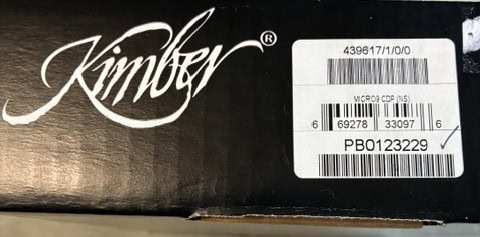 Kimber®
439617/1/0/0
MICRO9 CDP (NS)
6 69278 33097 6
PB0123229